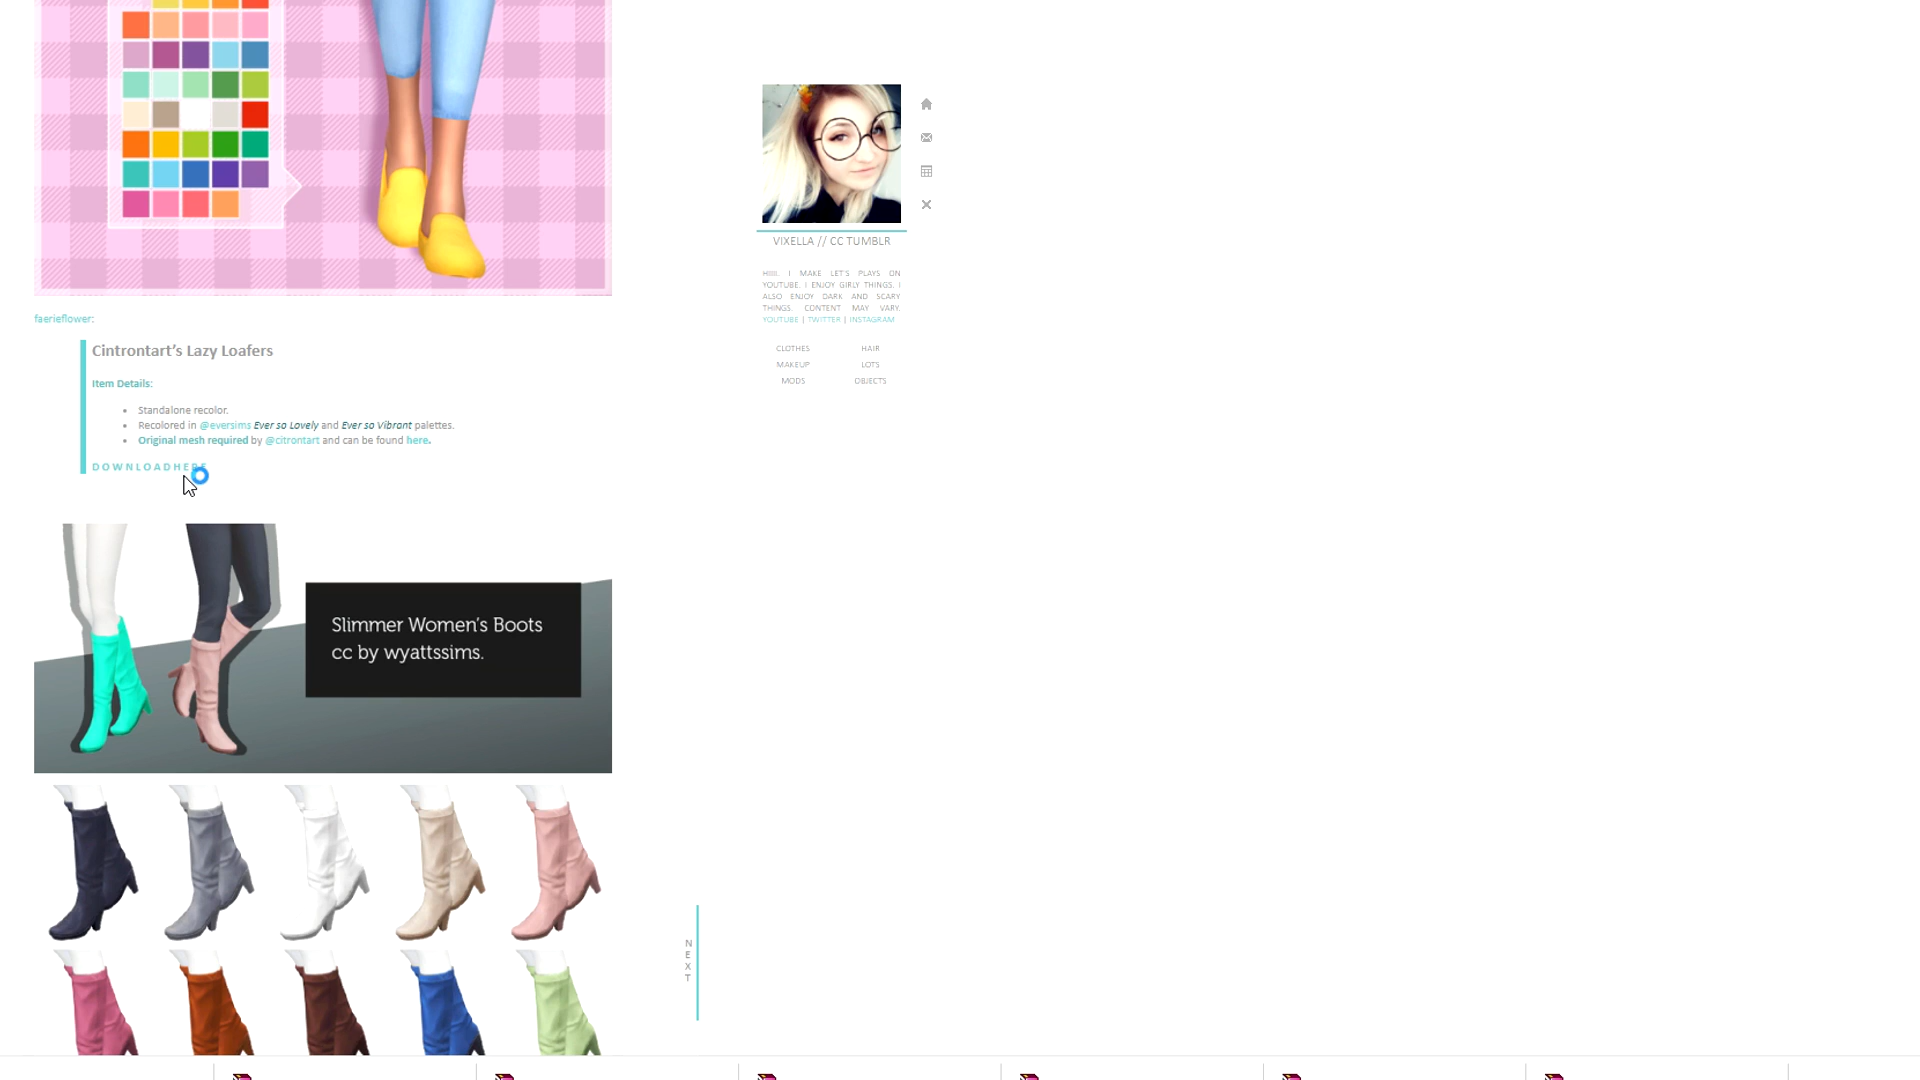 faerieflower:
Cintrontart's Lazy Loafers
Item Details:
Standalone recolor.
Recolored in @eversims Ever so Lovely and Ever so Vibrant palettes.
Original mesh required by @citrontart and can be found here.
DOWNLOADHERE
Slimmer Women's Boots
cc by wyattssims.
NEXT
VIXELLA // CC TUMBLR
HIIII. I MAKE LET'S PLAYS ON
YOUTUBE. I ENJOY GIRLY THINGS. I
ALSO ENJOY DARK AND SCARY
THINGS. CONTENT MAY VARY.
YOUTUBE | TWITTER | INSTAGRAM
CLOTHES HAIR
MAKEUP LOTS
MODS OBJECTS